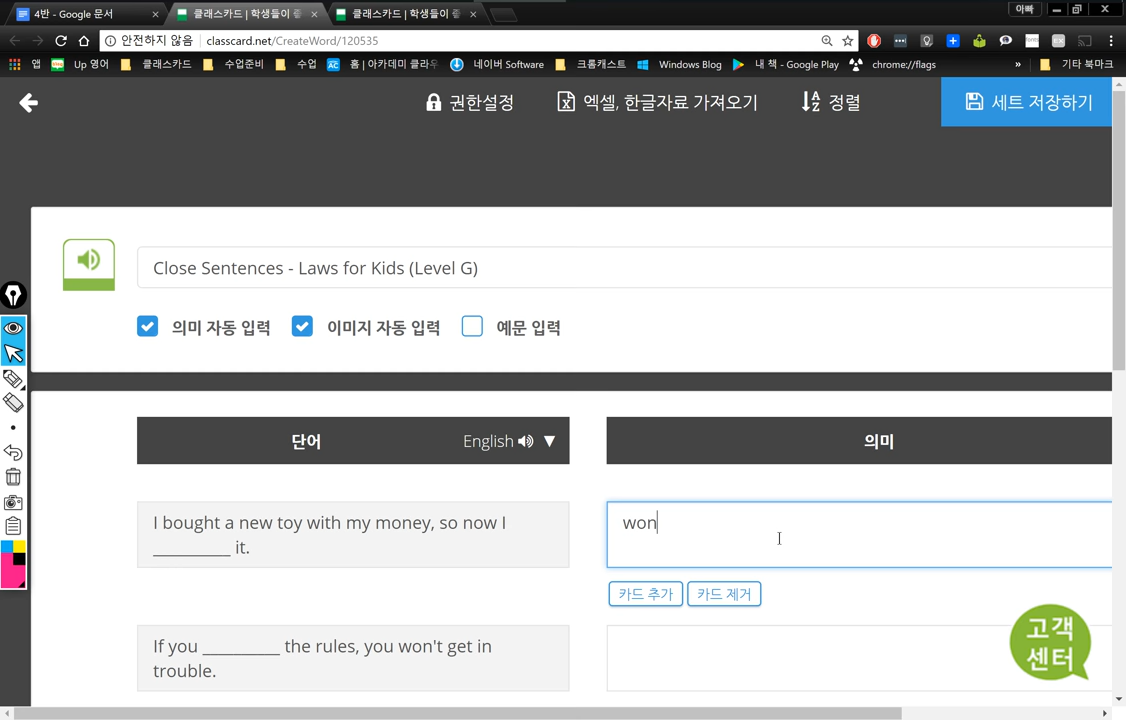 4반 - Google 문서
클래스카드 | 학생들이 즐
클래스카드 | 학생들이 즐
아빠
안전하지 않음
classcard.net/CreateWord/120535
앱
Up 영어
클래스카드
수업준비
수업
AC
홈 | 아카데미 클라우
네이버 Software
크롬캐스트
Windows Blog
내 책 - Google Play
chrome://flags
»
기타 북마크
권한설정
엑셀, 한글자료 가져오기
정렬
세트 저장하기
Close Sentences - Laws for Kids (Level G)
의미 자동 입력
이미지 자동 입력
예문 입력
단어
English
의미
I bought a new toy with my money, so now I
__________ it.
won
카드 추가
카드 제거
If you __________ the rules, you won't get in
trouble.
고객
센터